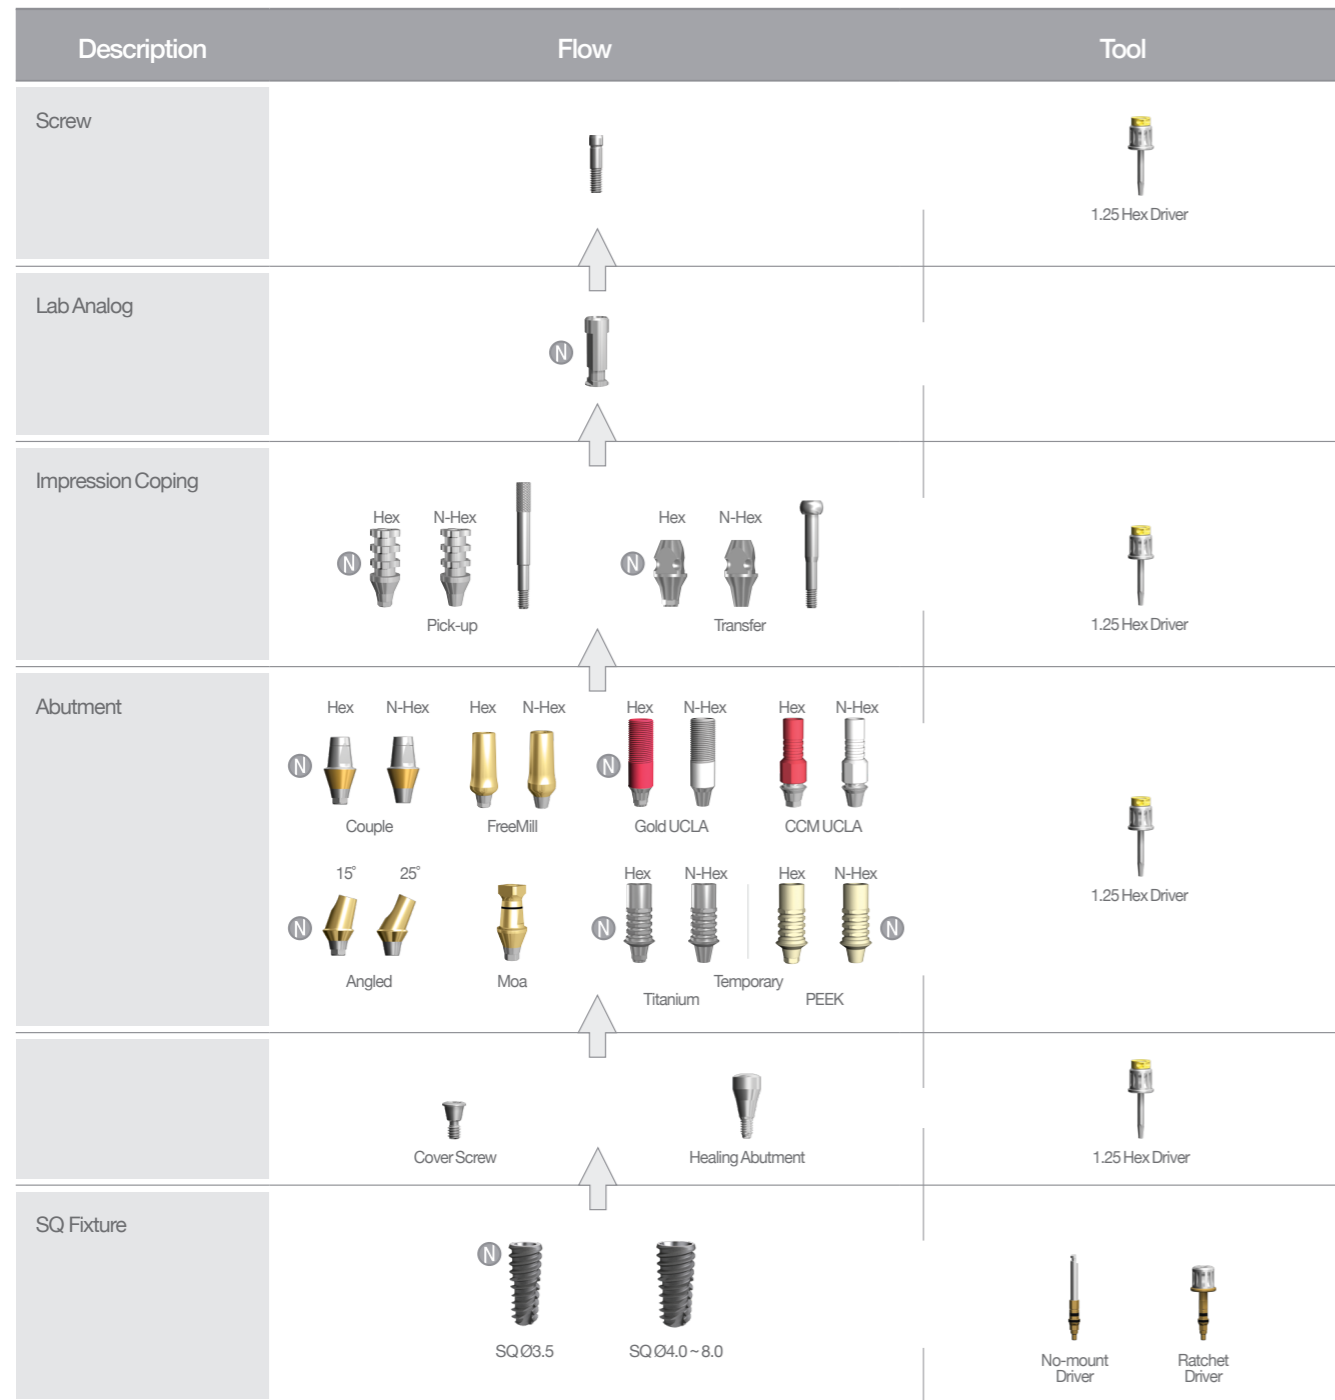 Description Flow Tool
Screw
1.25 Hex Driver
Lab Analog
N
Impression Coping
Hex N-Hex Hex N-Hex
N N
Pick-up Transfer
1.25 Hex Driver
Abutment
Hex N-Hex Hex N-Hex Hex N-Hex Hex N-Hex
N N
Couple FreeMill Gold UCLA CCM UCLA
15° 25° Hex N-Hex Hex N-Hex
1.25 Hex Driver
N N N
Angled Moa Temporary
Titanium PEEK
Cover Screw Healing Abutment 1.25 Hex Driver
SQ Fixture
N
SQ Ø3.5 SQ Ø4.0 ~ 8.0
No-mount Ratchet
Driver Driver